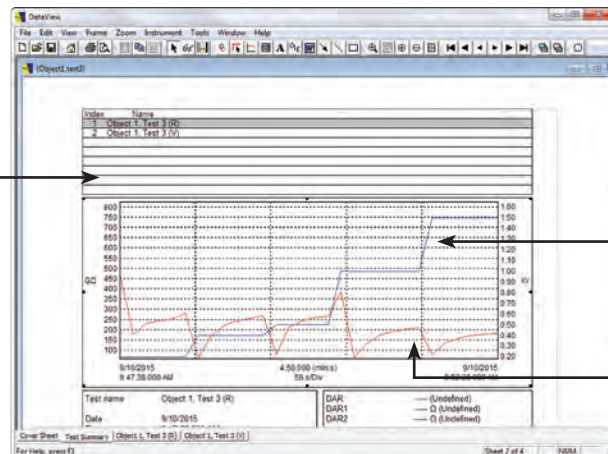 DataView
File Edit View Frame Zoom Instrument Tools Window Help
(Object1,test3)
Index Name
1 Object 1, Test 3 (R)
2 Object 1, Test 3 (V)
800 1.60
750 1.50
700 1.40
650 1.30
600 1.20
550 1.10
500 1.00
450 0.90
400 0.80
350 0.70
300 0.60
250 0.50
200 0.40
150 0.30
100 0.20
GΩ
kV
9/10/2015 4:50.000 (min:s) 9/10/2015
9:47:38.000 AM 58 s/Div
Test name Object 1, Test 3 (R)
Date 9/10/2015
DAR — (Undefined)
DAR1 — Ω (Undefined)
DAR2 — Ω (Undefined)
Cover Sheet Test Summary Object 1, Test 3 (R) Object 1, Test 3 (V)
For Help, press F1 Sheet 2 of 4 NUM